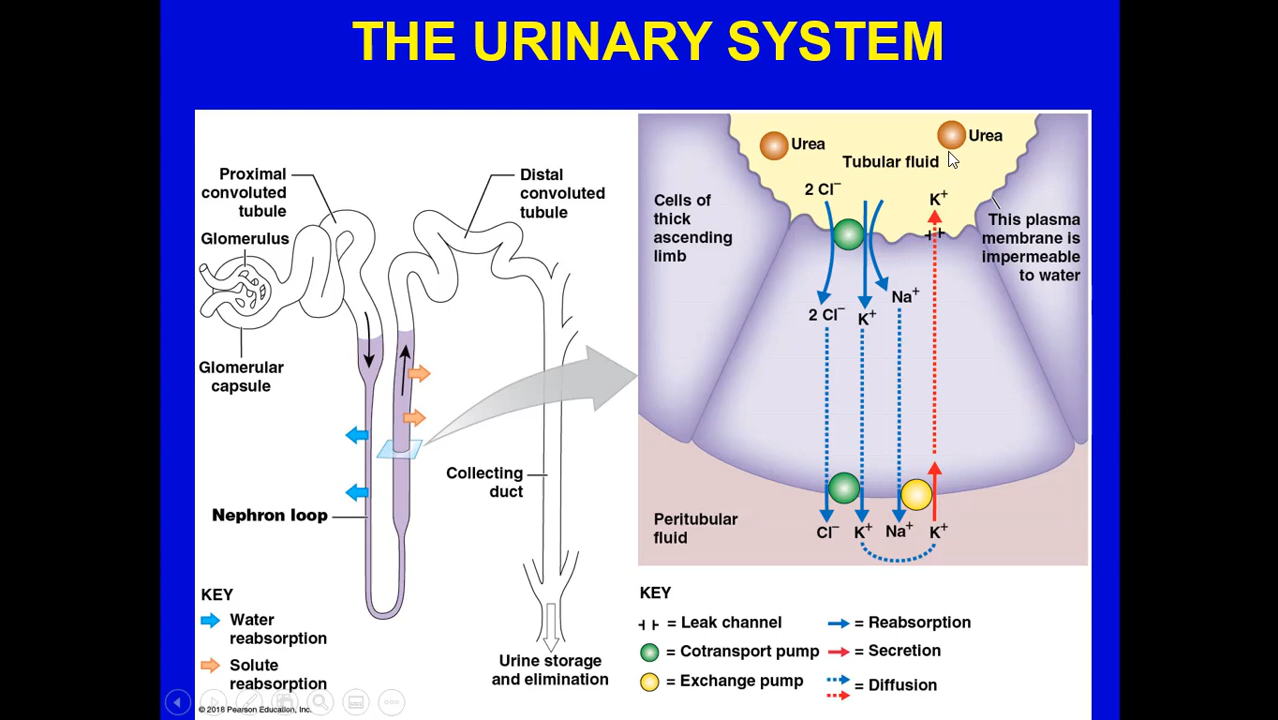 THE URINARY SYSTEM
Proximal
convoluted
tubule
Glomerulus
Glomerular
capsule
Distal
convoluted
tubule
Collecting
duct
Nephron loop
KEY
Water
reabsorption
Solute
reabsorption
Urine storage
and elimination
© 2018 Pearson Education, Inc.
Urea
Urea
Tubular fluid
2 Cl⁻
K⁺
Cells of
thick
ascending
limb
This plasma
membrane is
impermeable
to water
Na⁺
2 Cl⁻
K⁺
Peritubular
fluid
Cl⁻
K⁺
Na⁺
K⁺
KEY
= Leak channel
= Cotransport pump
= Exchange pump
= Reabsorption
= Secretion
= Diffusion